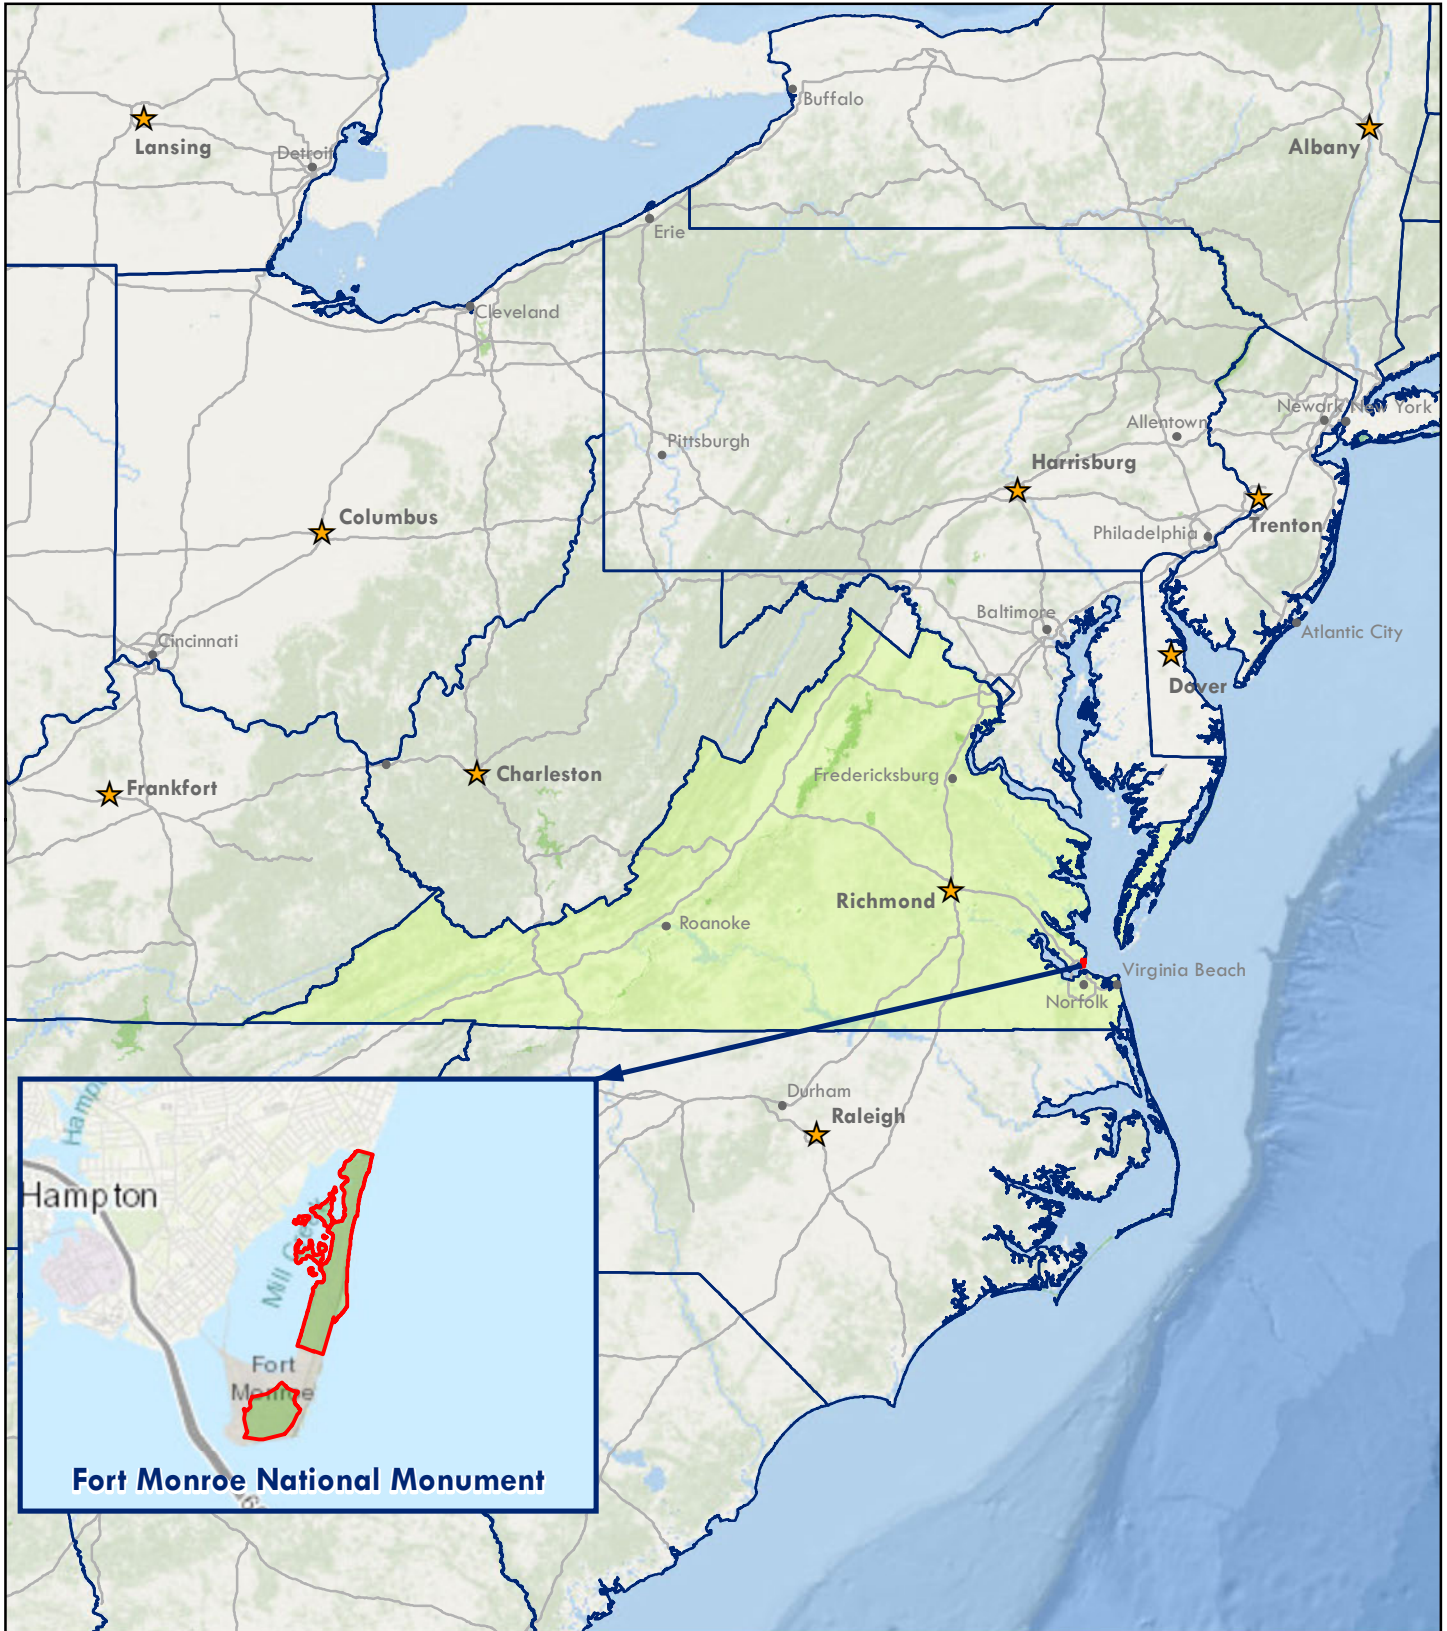 Buffalo
Lansing
Albany
Detroit
Erie
Cleveland
Newark
New York
Allentown
Pittsburgh
Harrisburg
Columbus
Trenton
Philadelphia
Baltimore
Atlantic City
Cincinnati
Dover
Charleston
Fredericksburg
Frankfort
Richmond
Roanoke
Virginia Beach
Norfolk
Durham
Raleigh
Hampton
Mill Creek
Fort
Monroe
Fort Monroe National Monument